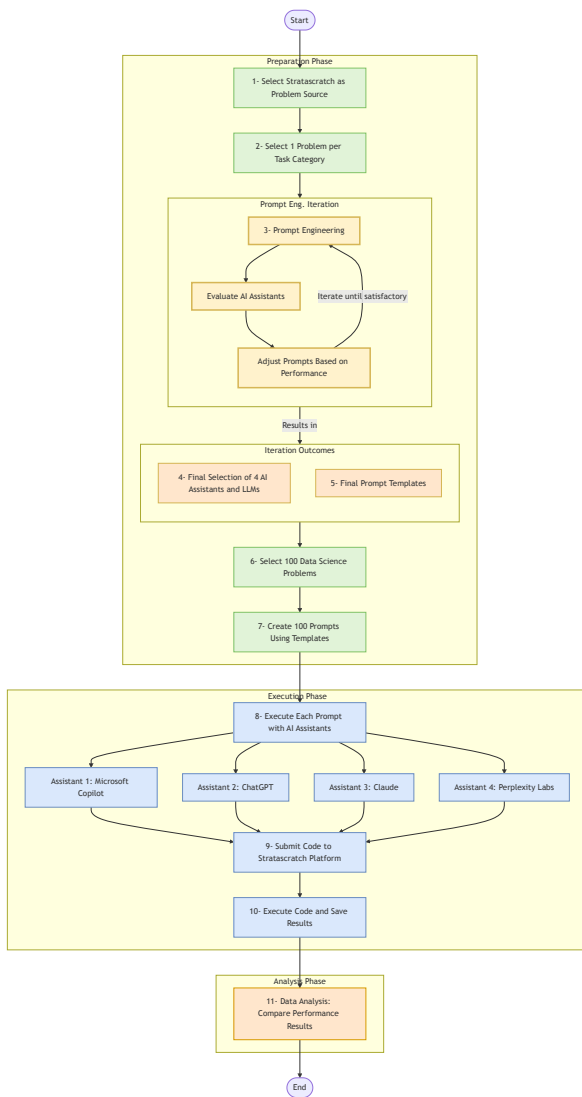 Start
Preparation Phase
1- Select Stratascratch as
Problem Source
2- Select 1 Problem per
Task Category
Prompt Eng. Iteration
3- Prompt Engineering
Evaluate AI Assistants
Iterate until satisfactory
Adjust Prompts Based on
Performance
Results in
Iteration Outcomes
4- Final Selection of 4 AI
Assistants and LLMs
5- Final Prompt Templates
6- Select 100 Data Science
Problems
7- Create 100 Prompts
Using Templates
Execution Phase
8- Execute Each Prompt
with AI Assistants
Assistant 1: Microsoft
Copilot
Assistant 2: ChatGPT
Assistant 3: Claude
Assistant 4: Perplexity Labs
9- Submit Code to
Stratascratch Platform
10- Execute Code and Save
Results
Analysis Phase
11- Data Analysis:
Compare Performance
Results
End